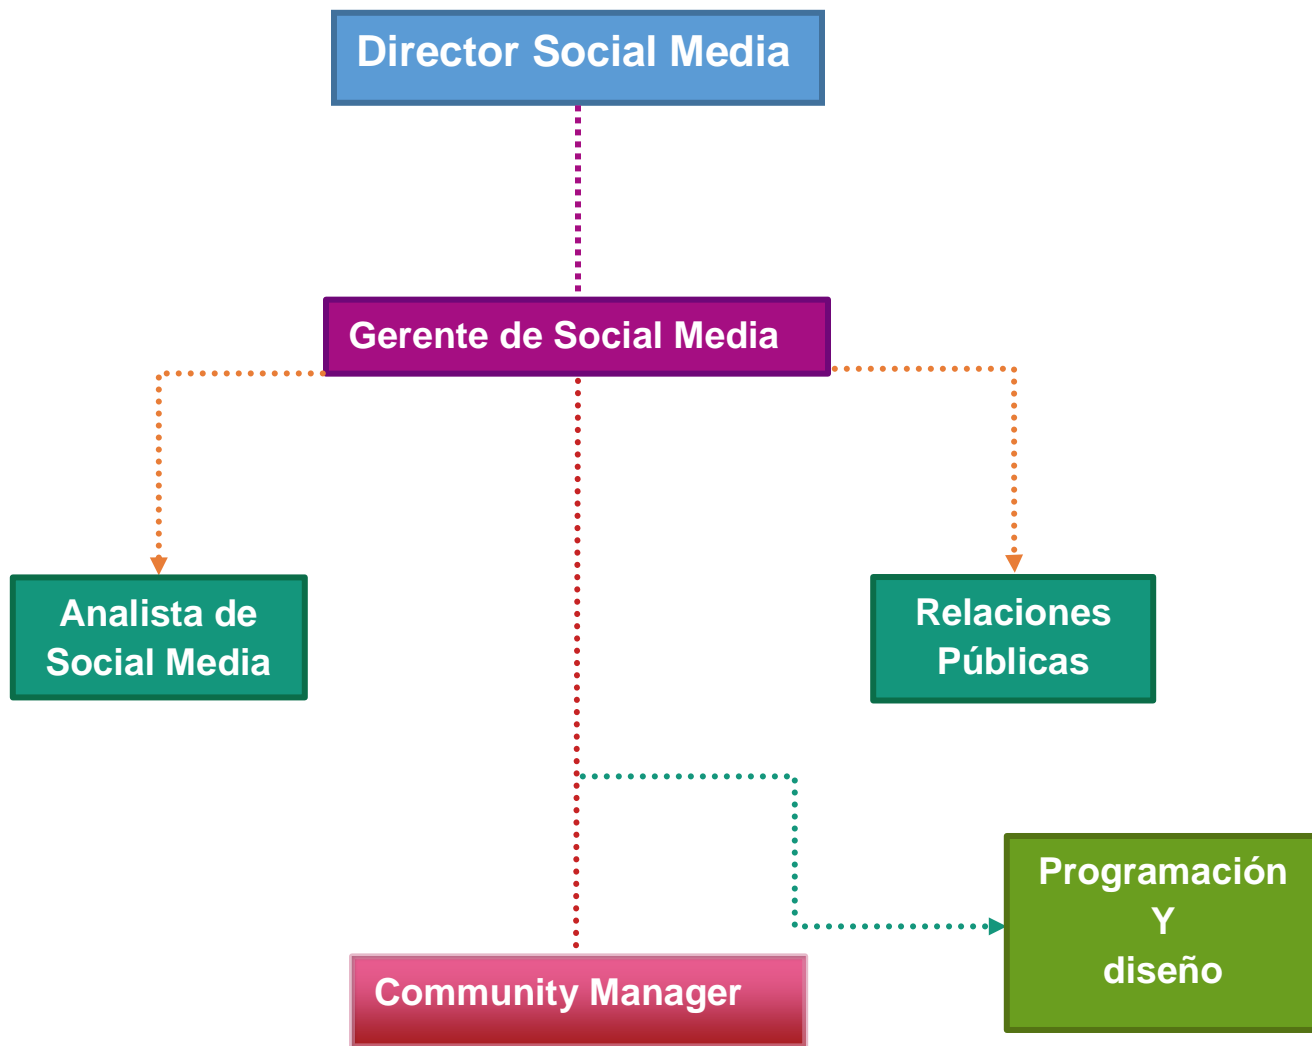 Director Social Media
Gerente de Social Media
Analista de
Social Media
Relaciones
Públicas
Programación
Y
diseño
Community Manager